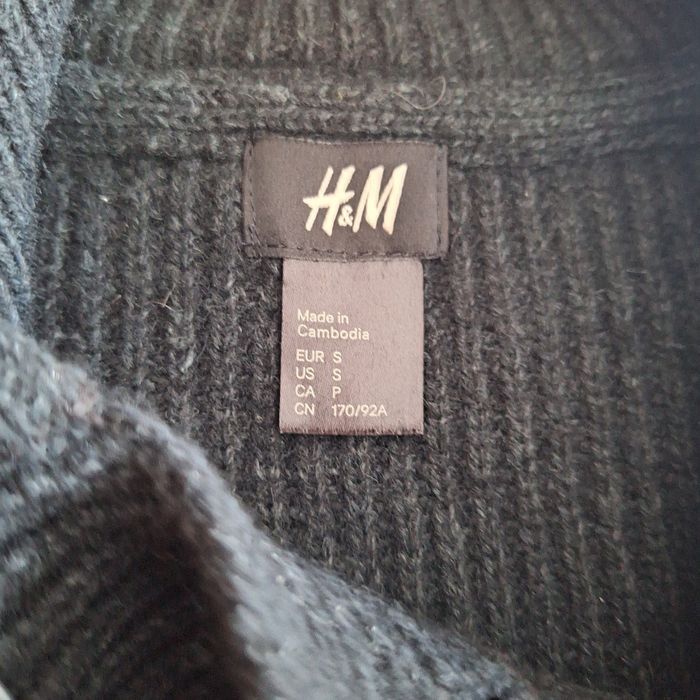 H&M
Made in
Cambodia
EUR S
US S
CA P
CN 170/92A